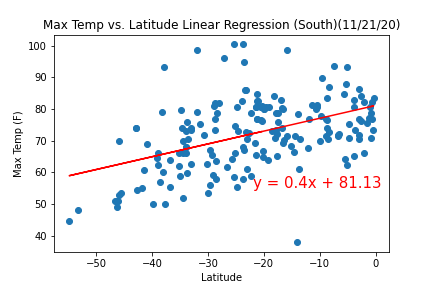 Max Temp vs. Latitude Linear Regression (South)(11/21/20)
Max Temp (F)
100
90
80
70
60
50
40
y = 0.4x + 81.13
−50 −40 −30 −20 −10 0
Latitude